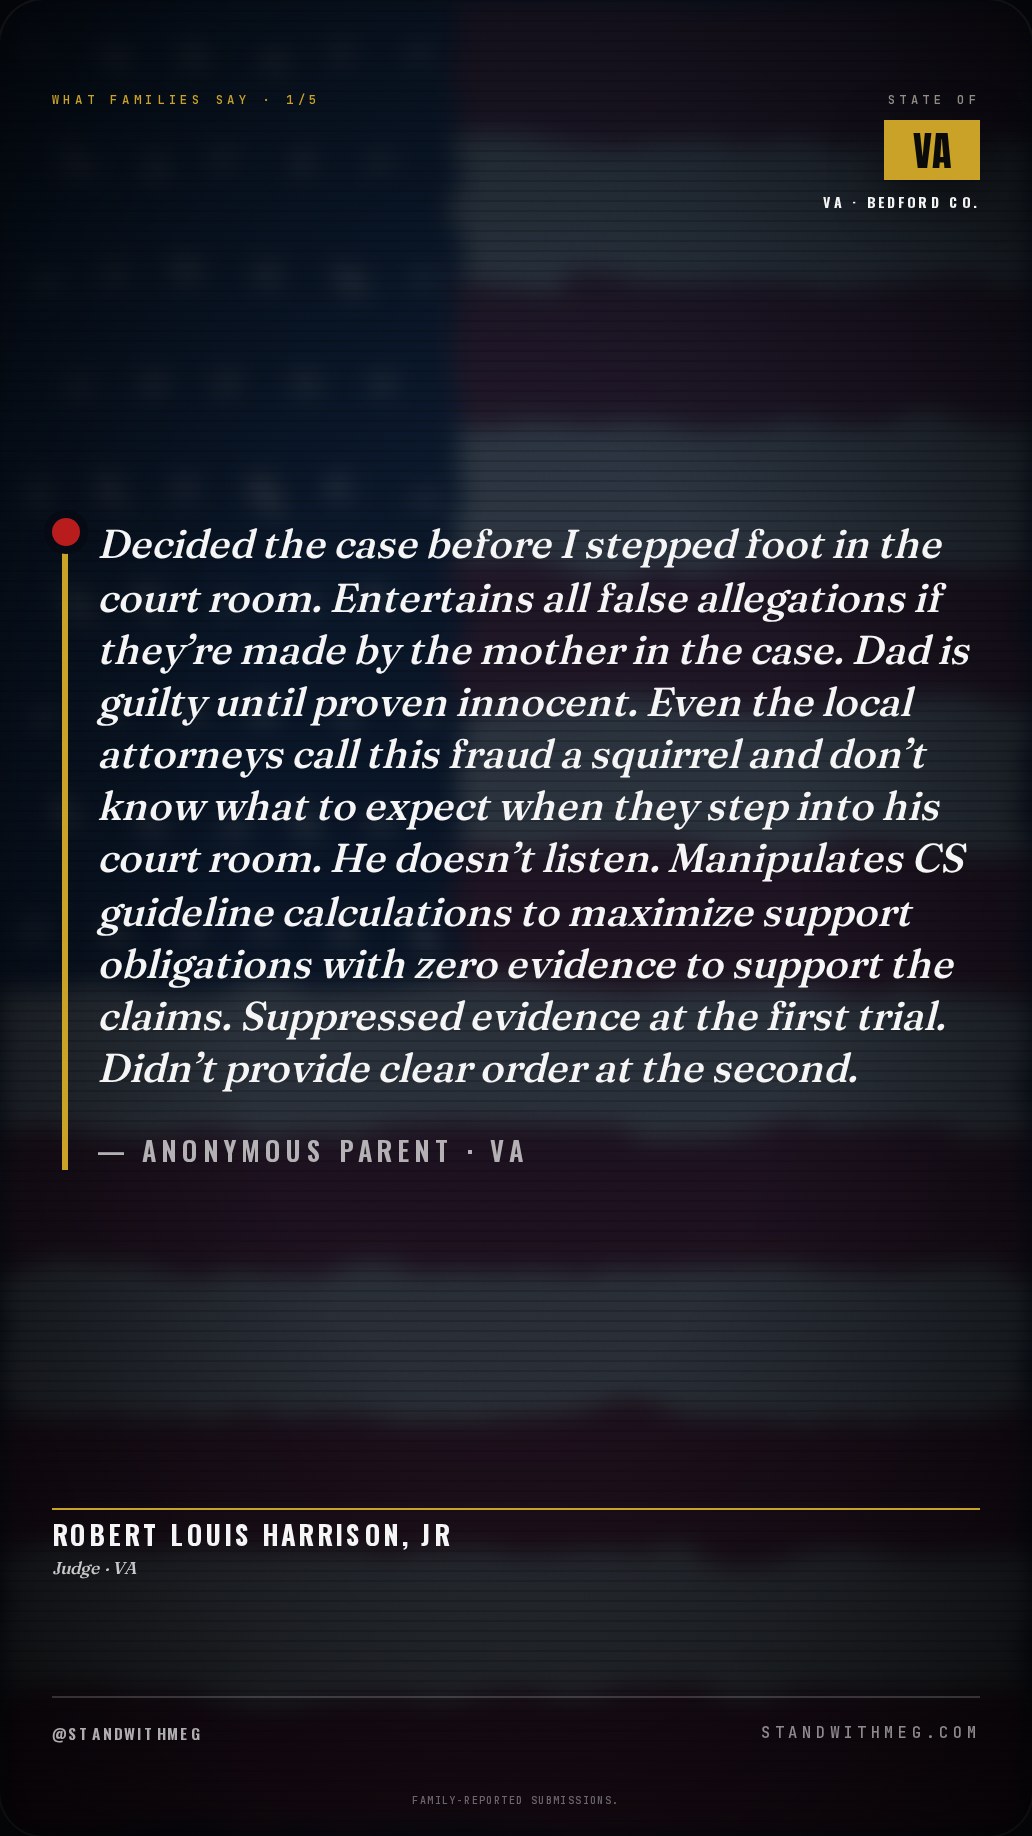 WHAT FAMILIES SAY · 1/5
STATE OF
VA
VA · BEDFORD CO.
Decided the case before I stepped foot in the
court room. Entertains all false allegations if
they’re made by the mother in the case. Dad is
guilty until proven innocent. Even the local
attorneys call this fraud a squirrel and don’t
know what to expect when they step into his
court room. He doesn’t listen. Manipulates CS
guideline calculations to maximize support
obligations with zero evidence to support the
claims. Suppressed evidence at the first trial.
Didn’t provide clear order at the second.
— ANONYMOUS PARENT · VA
ROBERT LOUIS HARRISON, JR
Judge · VA
@STANDWITHMEG
STANDWITHMEG.COM
FAMILY-REPORTED SUBMISSIONS.